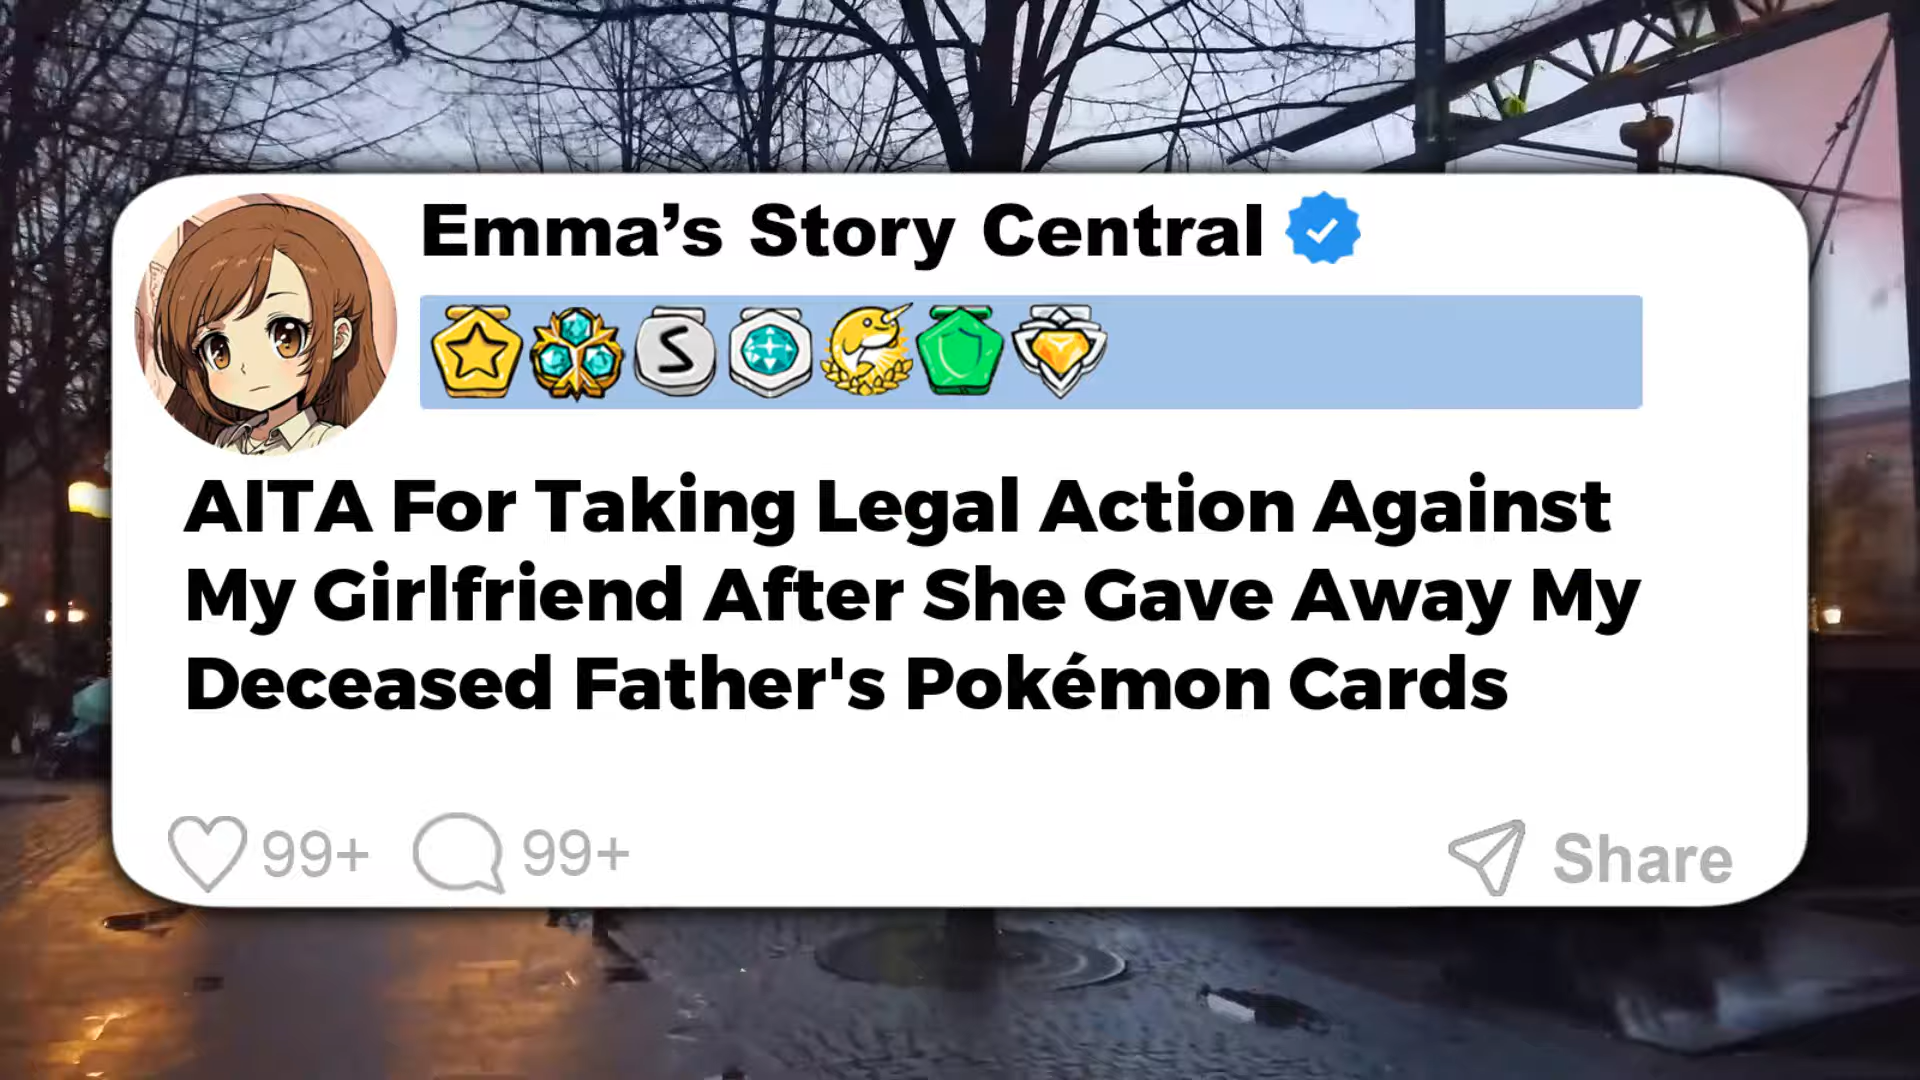 Emma’s Story Central
S
AITA For Taking Legal Action Against
My Girlfriend After She Gave Away My
Deceased Father's Pokémon Cards
99+ 99+ Share